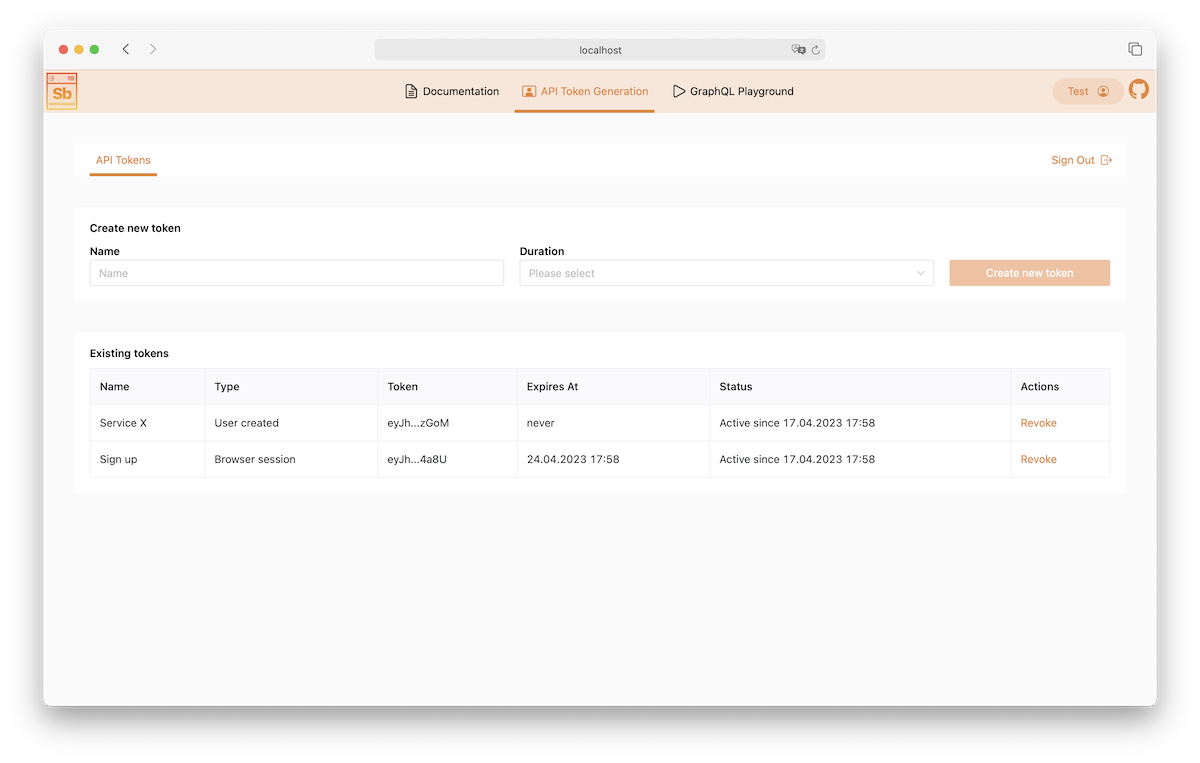 localhost
19
Sb
Documentation
API Token Generation
GraphQL Playground
Test
API Tokens
Sign Out
Create new token
Name
Duration
Name
Please select
Create new token
Existing tokens
Name Type Token Expires At Status Actions
Service X User created eyJh...zGoM never Active since 17.04.2023 17:58 Revoke
Sign up Browser session eyJh...4a8U 24.04.2023 17:58 Active since 17.04.2023 17:58 Revoke